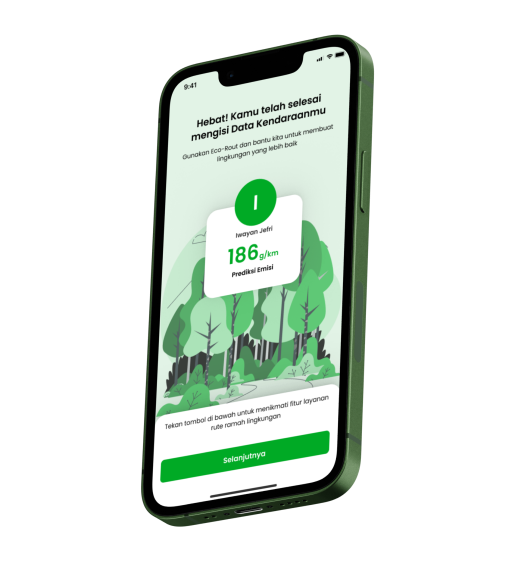 9:41
Hebat! Kamu telah selesai
mengisi Data Kendaraanmu
Gunakan Eco-Rout dan bantu kita untuk membuat
lingkungan yang lebih baik
I
Iwayan Jefri
186g/km
Prediksi Emisi
Tekan tombol di bawah untuk menikmati fitur layanan
rute ramah lingkungan
Selanjutnya